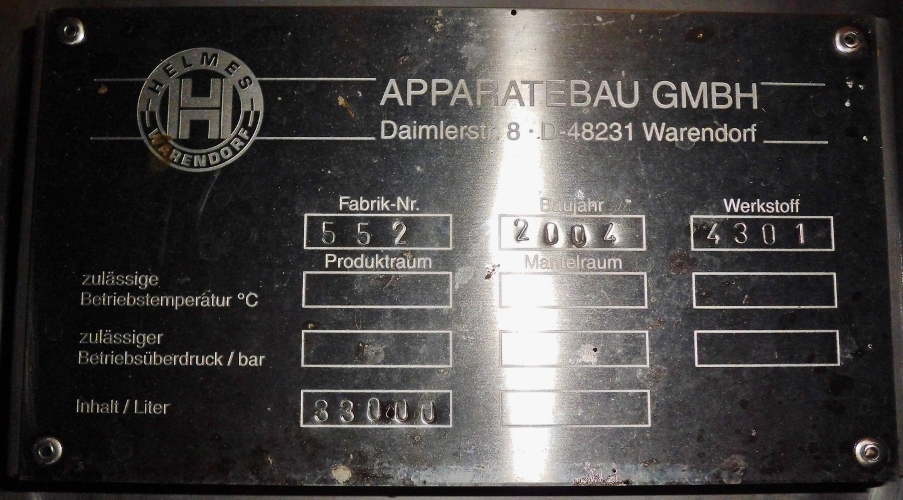 HELMES
H
WARENDORF
APPARATEBAU GMBH
Daimlerstr. 8 · D-48231 Warendorf
Fabrik-Nr. Baujahr Werkstoff
552 2004 4301
Produktraum Mantelraum
zulässige
Betriebstemperatur °C
zulässiger
Betriebsüberdruck / bar
Inhalt / Liter 33000